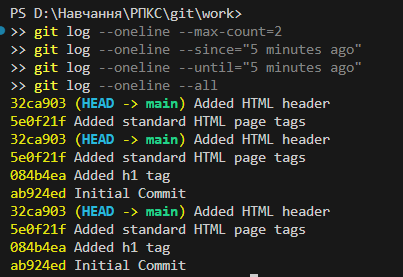 PS D:\Навчання\РПКС\git\work>
>> git log --oneline --max-count=2
>> git log --oneline --since="5 minutes ago"
>> git log --oneline --until="5 minutes ago"
>> git log --oneline --all
32ca903 (HEAD -> main) Added HTML header
5e0f21f Added standard HTML page tags
32ca903 (HEAD -> main) Added HTML header
5e0f21f Added standard HTML page tags
084b4ea Added h1 tag
ab924ed Initial Commit
32ca903 (HEAD -> main) Added HTML header
5e0f21f Added standard HTML page tags
084b4ea Added h1 tag
ab924ed Initial Commit